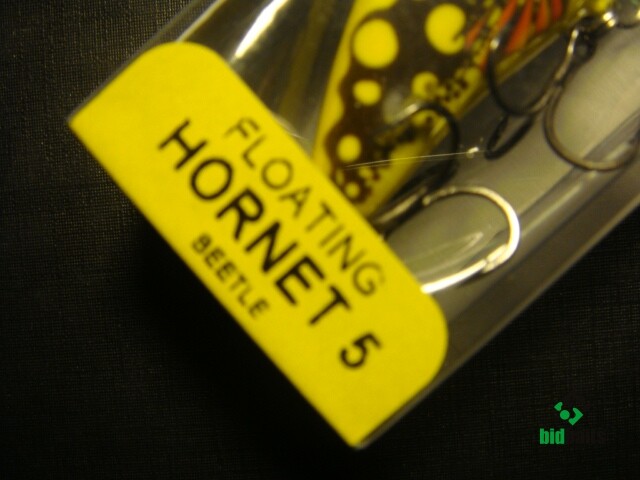 FLOATING
HORNET 5
BEETLE
bid